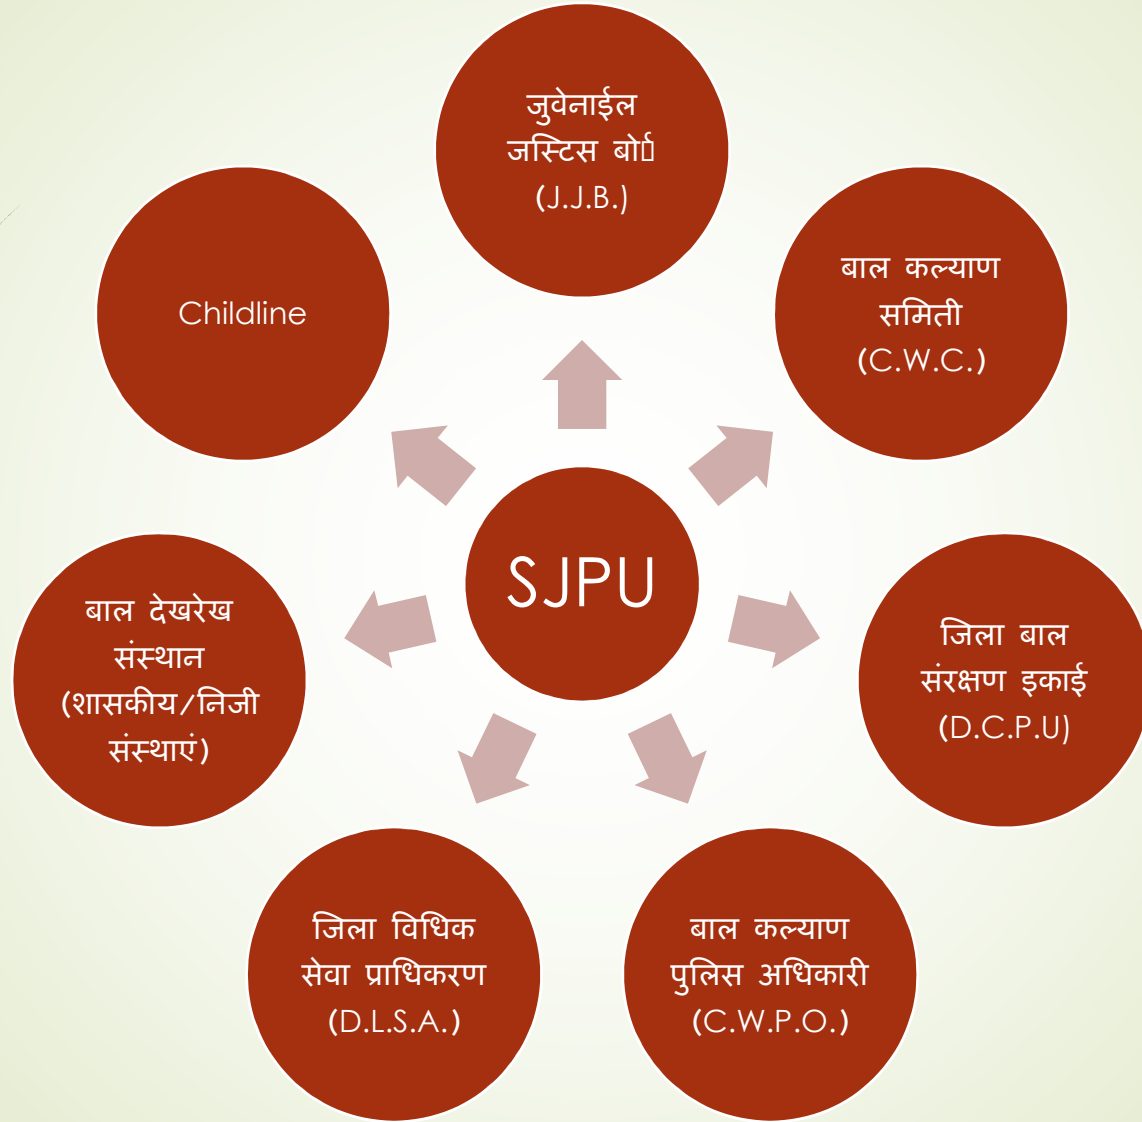 जुवेनाईल
जस्टिस
(J.J.B.)
बाल कल्याण
समिती
(C.W.C.)
जिला बाल
संरक्षण इकाई
(D.C.P.U)
बाल कल्याण
पुलिस अधिकारी
(C.W.P.O.)
जिला विधिक
सेवा प्राधिकरण
(D.L.S.A.)
बाल देखरेख
संस्थान
(शासकीय/निजी
संस्थाएं)
Childline
SJPU